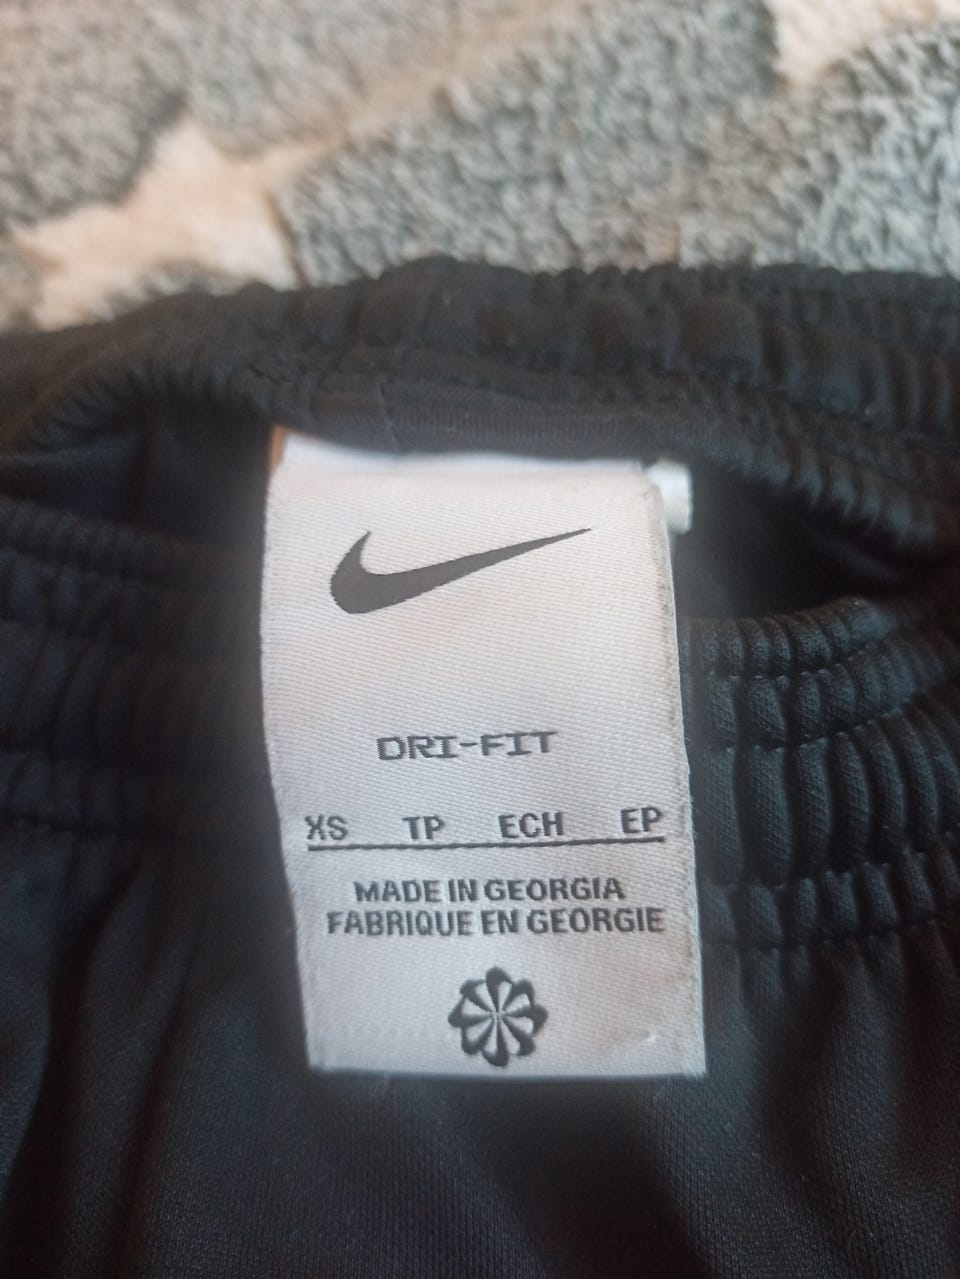 DRI-FIT
XS TP ECH EP
MADE IN GEORGIA
FABRIQUE EN GEORGIE